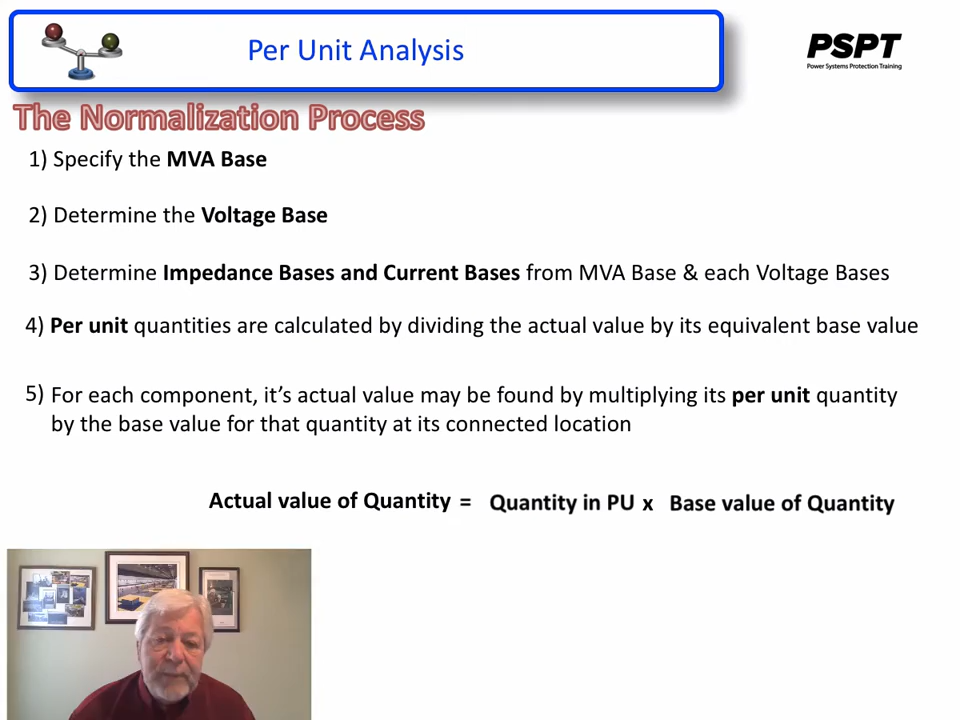 Per Unit Analysis
PSPT
Power Systems Protection Training
The Normalization Process
1) Specify the MVA Base
2) Determine the Voltage Base
3) Determine Impedance Bases and Current Bases from MVA Base & each Voltage Bases
4) Per unit quantities are calculated by dividing the actual value by its equivalent base value
5) For each component, it’s actual value may be found by multiplying its per unit quantity
by the base value for that quantity at its connected location
Actual value of Quantity = Quantity in PU x Base value of Quantity